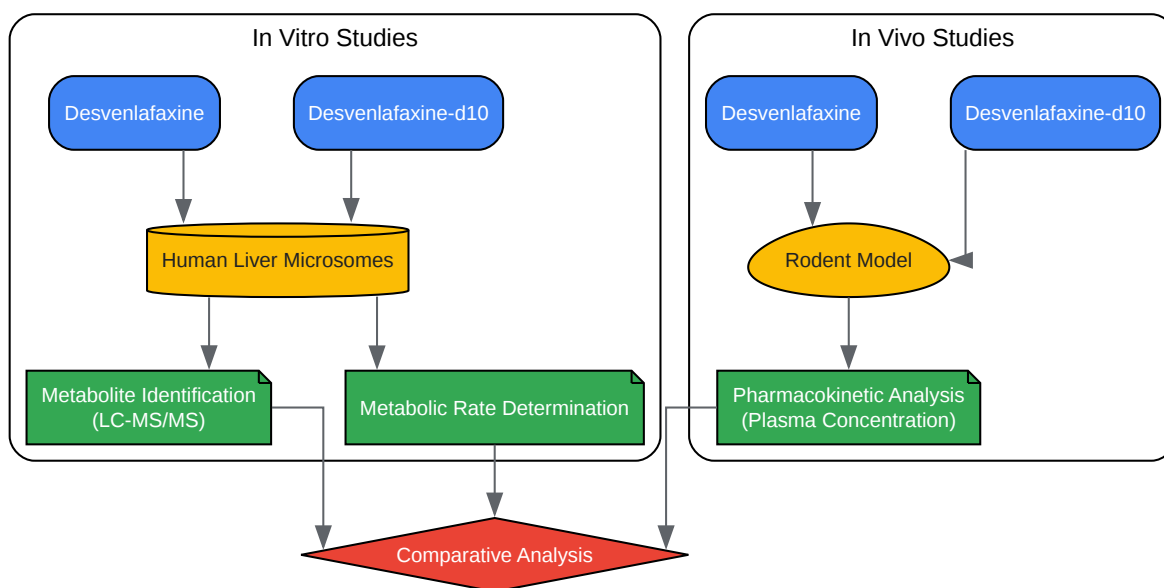 In Vitro Studies
Desvenlafaxine
Desvenlafaxine-d10
Human Liver Microsomes
Metabolite Identification
(LC-MS/MS)
Metabolic Rate Determination
In Vivo Studies
Desvenlafaxine
Desvenlafaxine-d10
Rodent Model
Pharmacokinetic Analysis
(Plasma Concentration)
Comparative Analysis